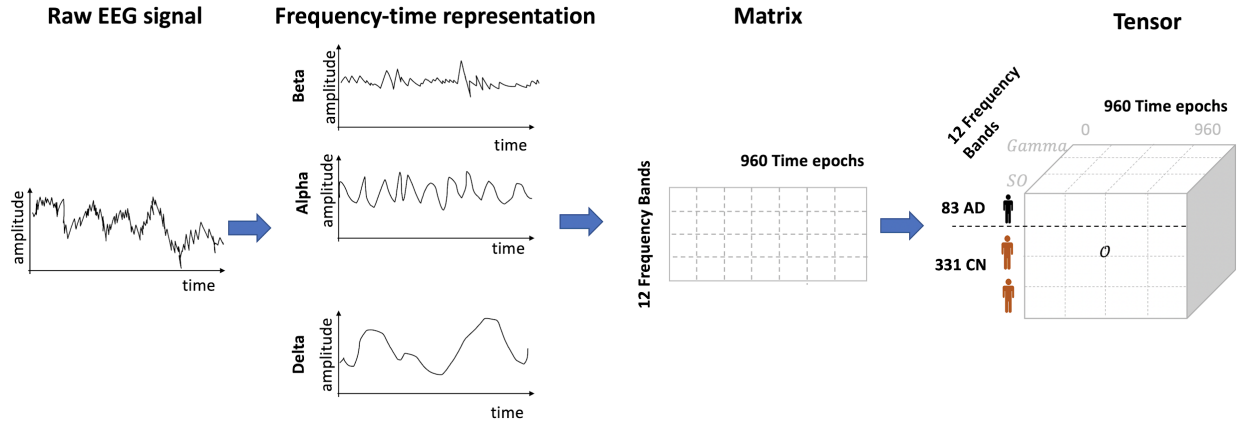 Raw EEG signal
Frequency-time representation
Matrix
Tensor
amplitude
time
Beta
amplitude
time
Alpha
amplitude
time
Delta
amplitude
time
960 Time epochs
12 Frequency Bands
12 Frequency
Bands
960 Time epochs
0
960
Gamma
SO
83 AD
331 CN
𝒪